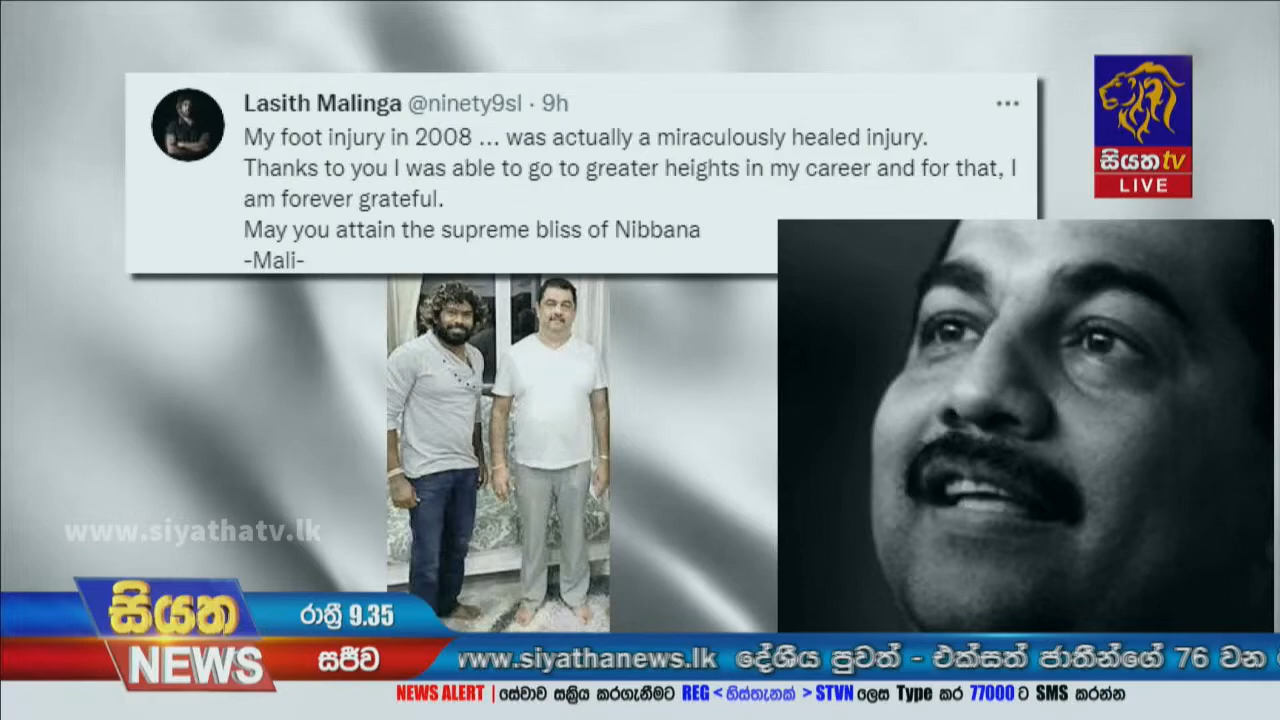 Lasith Malinga @ninety9sl · 9h
My foot injury in 2008 ... was actually a miraculously healed injury.
Thanks to you I was able to go to greater heights in my career and for that, I
am forever grateful.
May you attain the supreme bliss of Nibbana
-Mali-
සියත tv
LIVE
www.siyathatv.lk
සියත
NEWS
රාත්‍රී 9.35
සජීව
www.siyathanews.lk දේශීය පුවත් - එක්සත් ජාතීන්ගේ 76 වන
NEWS ALERT | සේවාව සක්‍රිය කරගැනීමට REG < හිස්තැනක් > STVN ලෙස Type කර 77000 ට SMS කරන්න